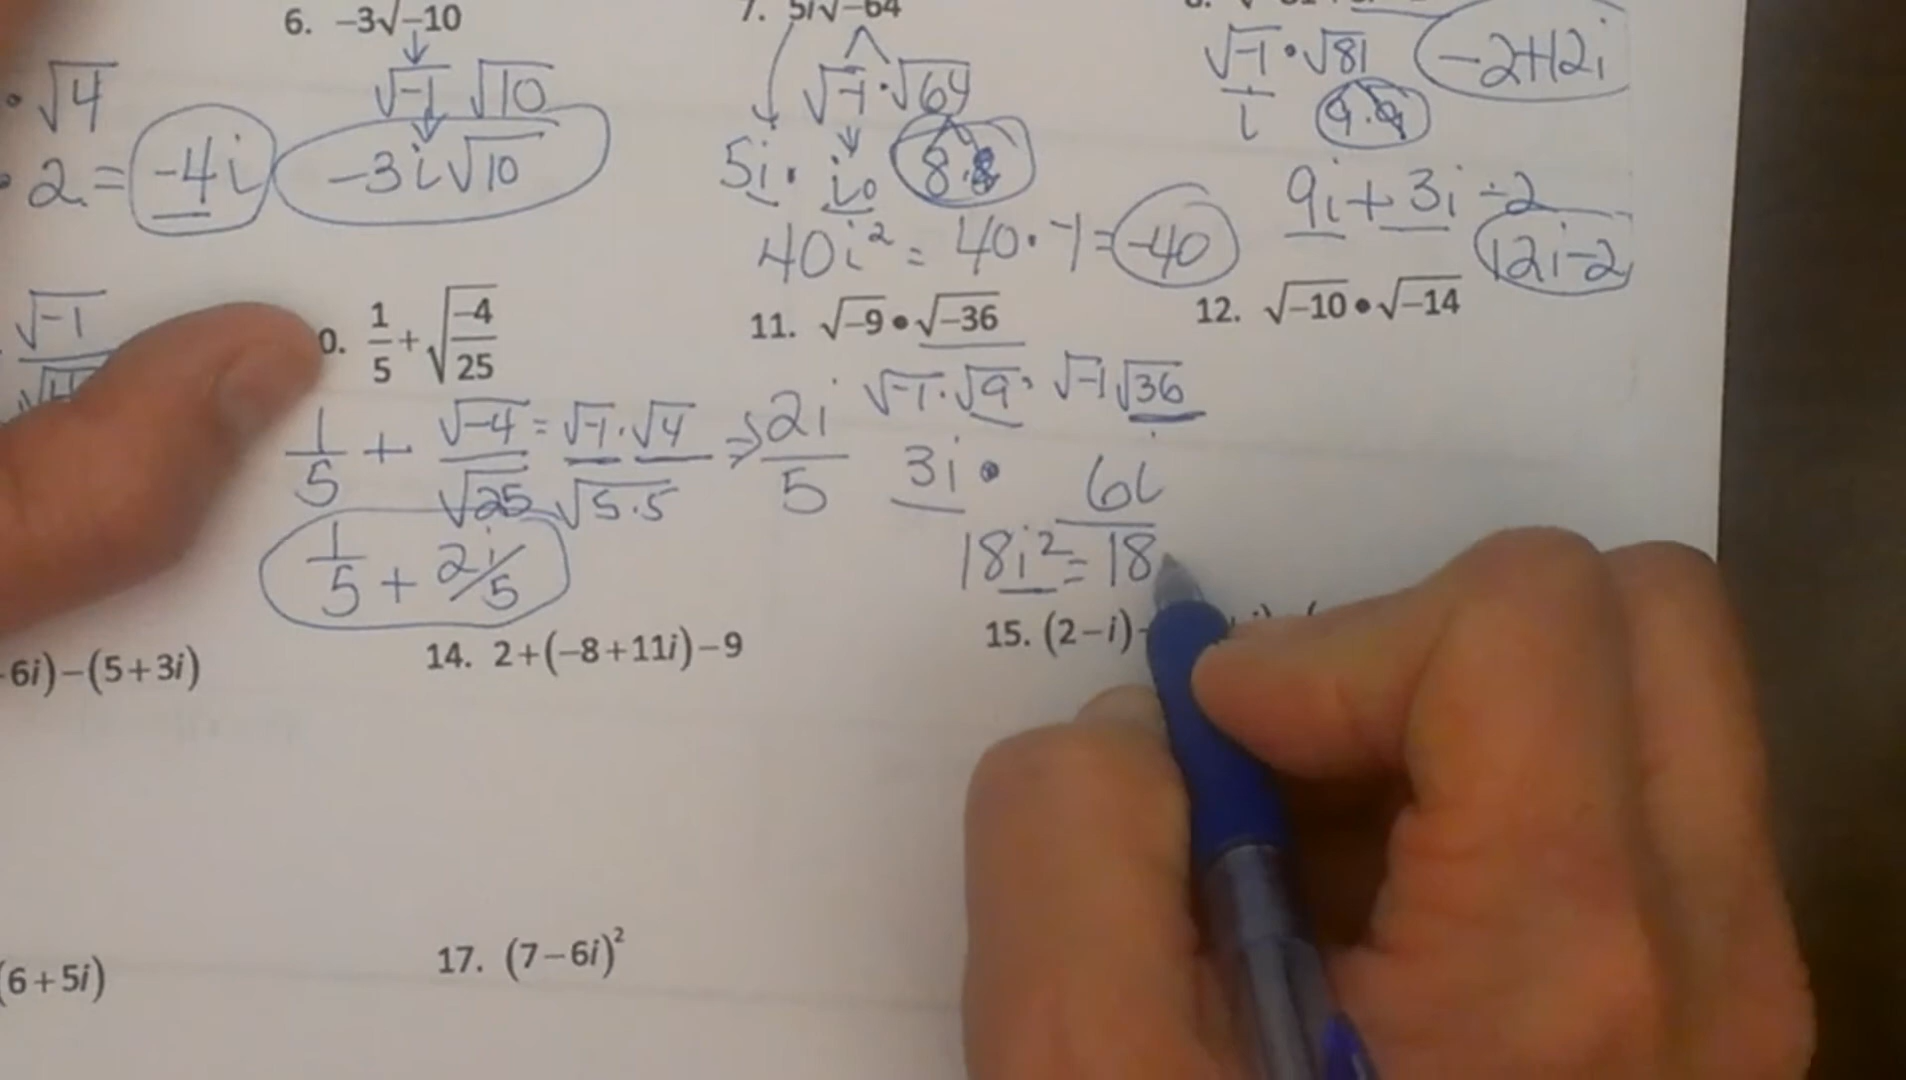 6. −3√−10
7. 5i√−64
• √4
√-1 √10
√-1 · √64
√-1 • √81
-2+12i
• 2 = -4i
-3i√10
5i ·
8·8
i
9·9
9i + 3i - 2
40i² = 40 · -1 = -40
12i-2
√-1
0. 1/5 + √−4/25
11. √−9 • √−36
12. √−10 • √−14
1/5 + √-4/√25 = √-1 · √4/√5·5 ⇒ 2i/5
√-1 · √9 · √-1 √36
3i • 6i
1/5 + 2i/5
18i² = 18
6i)−(5+3i)
14. 2+(−8+11i)−9
15. (2−i)
(6+5i)
17. (7−6i)²